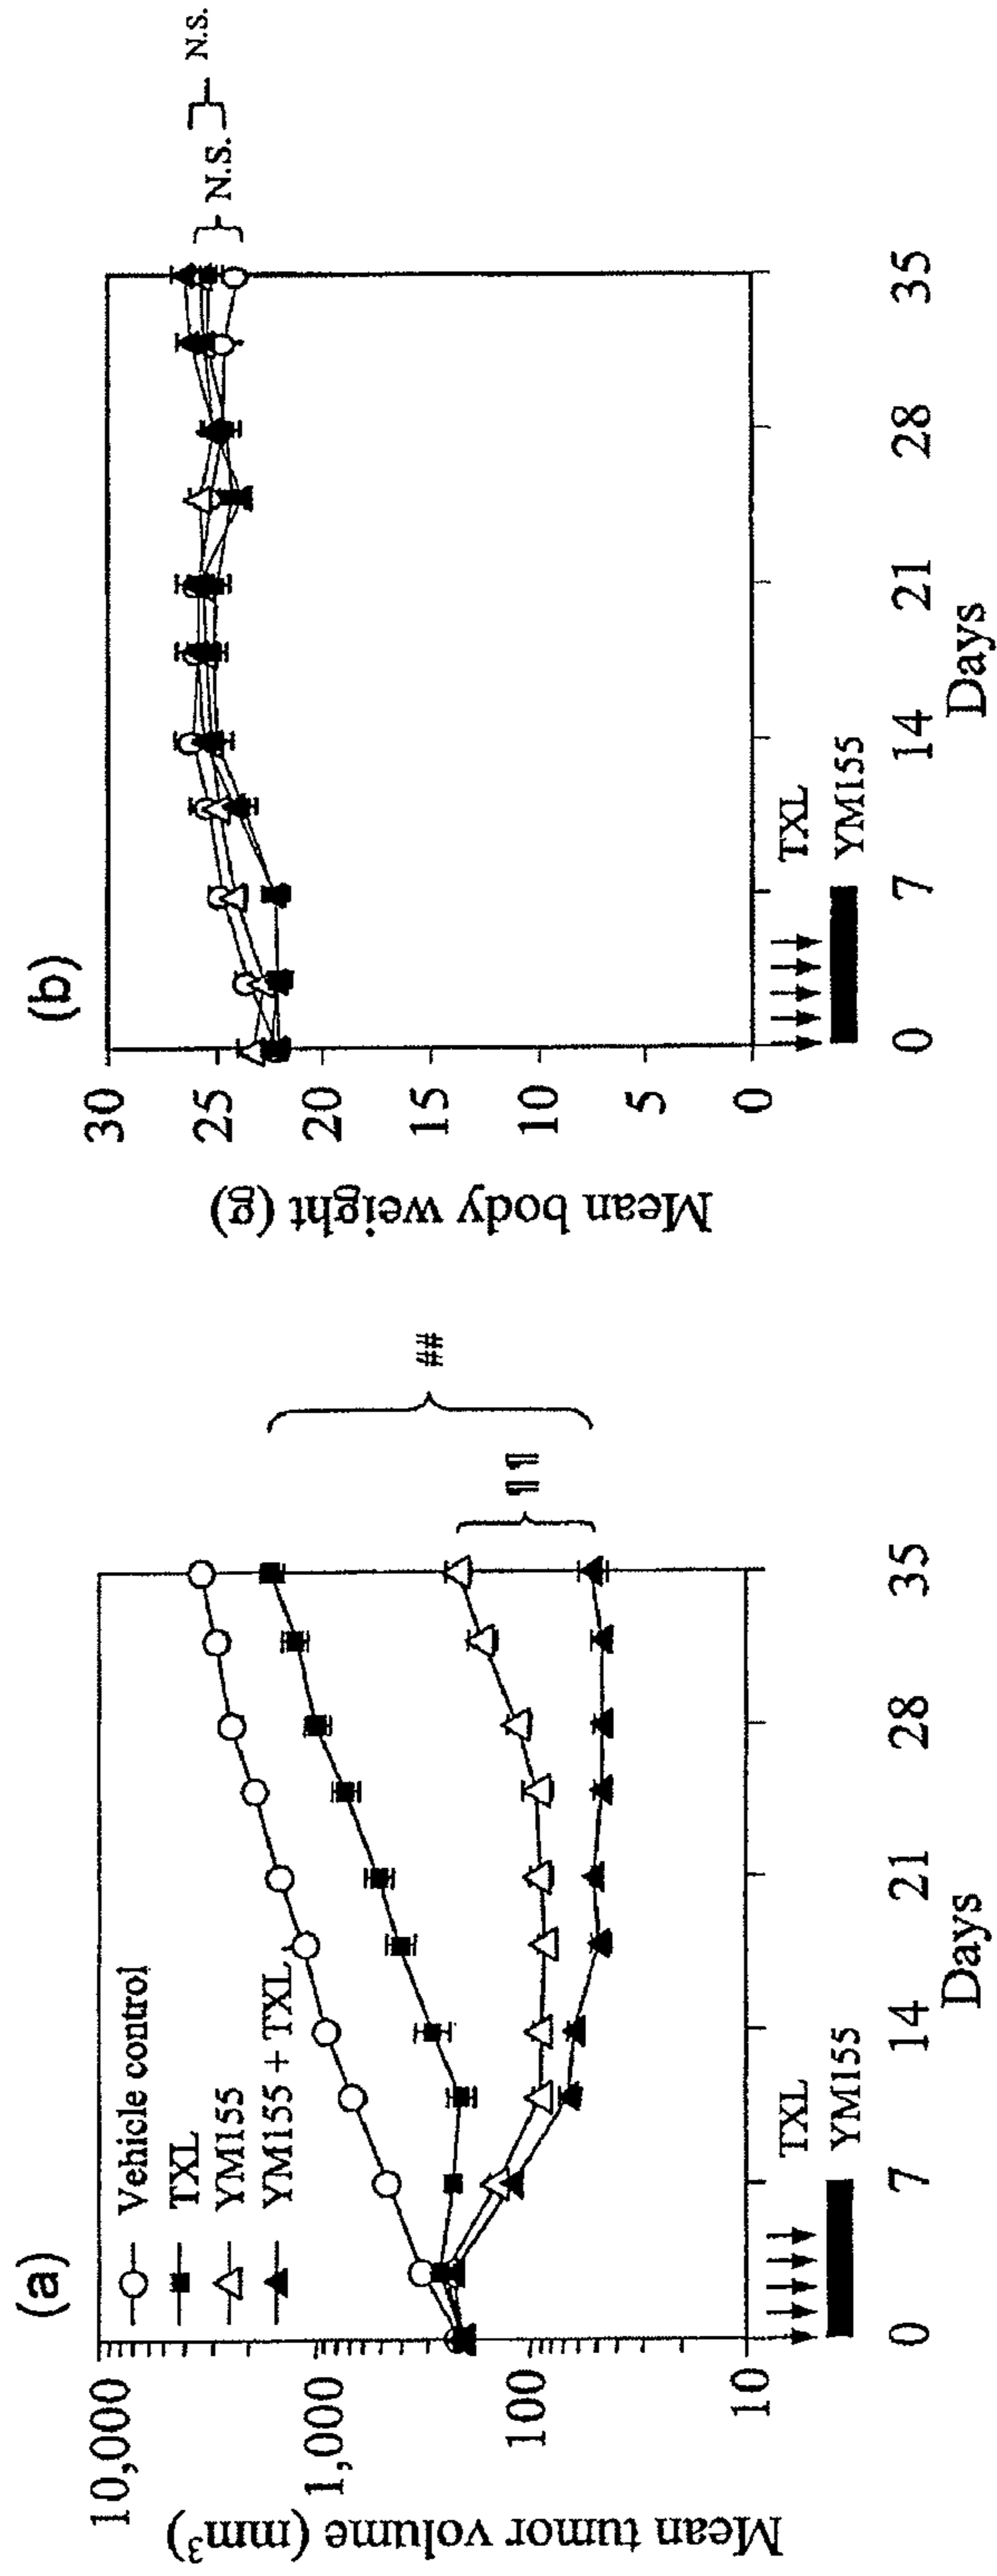 (a)
Mean tumor volume (mm³)
10,000
1,000
100
10
Vehicle control
TXL
YM155
YM155 + TXL
##
¶¶
0 7 14 21 28 35
Days
TXL
YM155
(b)
Mean body weight (g)
30
25
20
15
10
5
0
N.S.
N.S.
0 7 14 21 28 35
Days
TXL
YM155